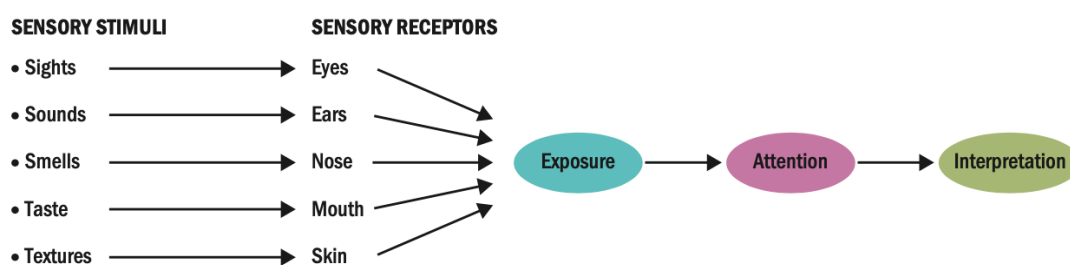 SENSORY STIMULI SENSORY RECEPTORS
• Sights Eyes
• Sounds Ears
• Smells Nose Exposure Attention Interpretation
• Taste Mouth
• Textures Skin